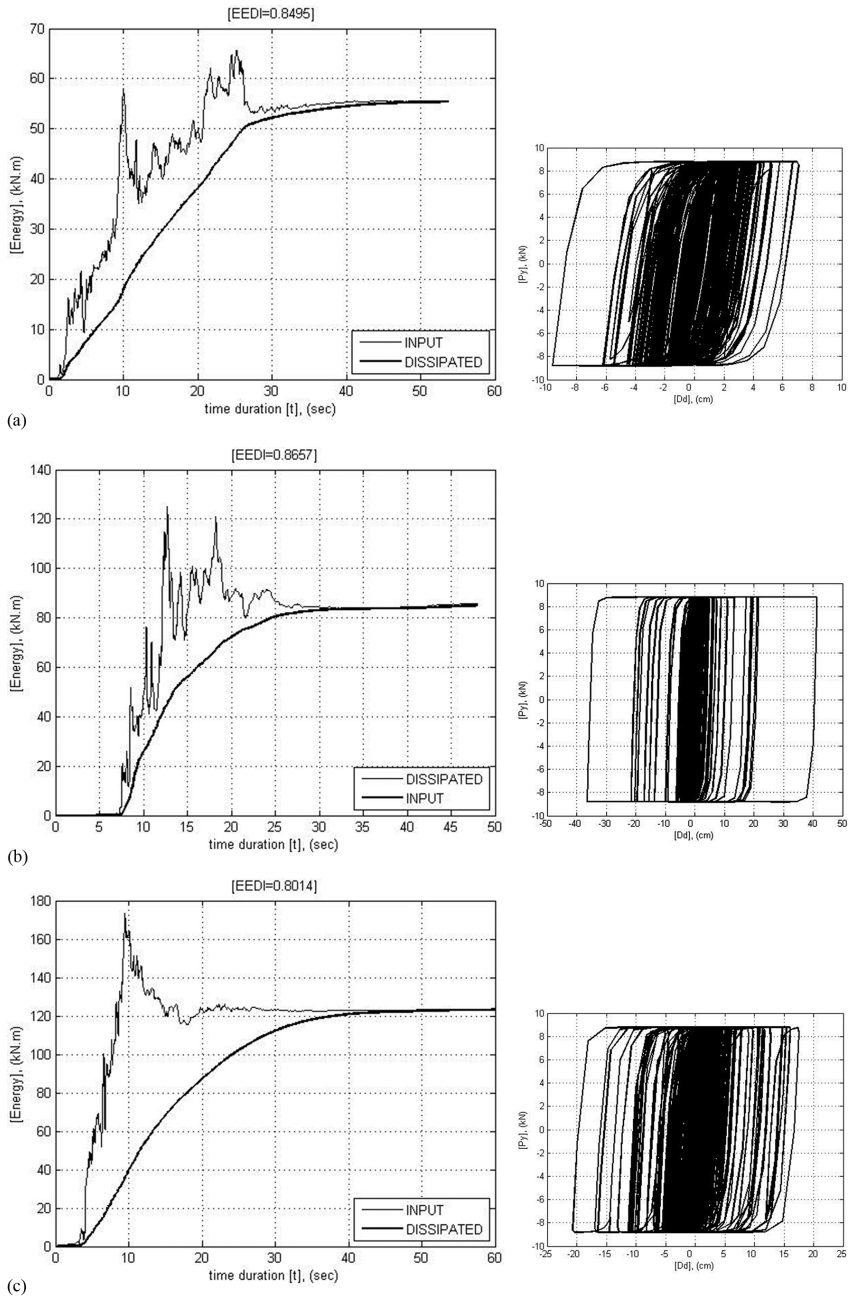 [EEDI=0.8495]
[Energy], (kN.m)
70
60
50
40
30
20
10
0
INPUT
DISSIPATED
0 10 20 30 40 50 60
time duration [t], (sec)
[Py], (kN)
10
8
6
4
2
0
-2
-4
-6
-8
-10
-10 -8 -6 -4 -2 0 2 4 6 8 10
[Dd], (cm)
(a)
[EEDI=0.8657]
[Energy], (kN.m)
140
120
100
80
60
40
20
0
DISSIPATED
INPUT
0 5 10 15 20 25 30 35 40 45 50
time duration [t], (sec)
[Py], (kN)
10
8
6
4
2
0
-2
-4
-6
-8
-10
-50 -40 -30 -20 -10 0 10 20 30 40 50
[Dd], (cm)
(b)
[EEDI=0.8014]
[Energy], (kN.m)
180
160
140
120
100
80
60
40
20
0
INPUT
DISSIPATED
0 10 20 30 40 50 60
time duration [t], (sec)
[Py], (kN)
10
8
6
4
2
0
-2
-4
-6
-8
-10
-25 -20 -15 -10 -5 0 5 10 15 20 25
[Dd], (cm)
(c)